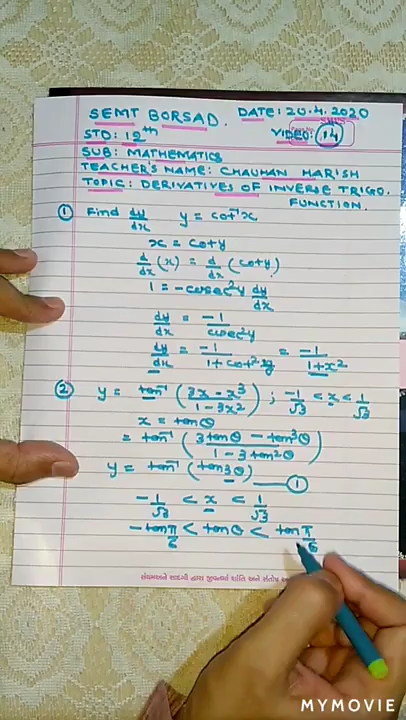 SEMT BORSAD. DATE: 20.4.2020
STD: 12th VIDEO: 14
SUB: MATHEMATICS
TEACHER'S NAME: CHAUHAN HARISH
TOPIC: DERIVATIVES OF INVERSE TRIGO. FUNCTION.
① Find dy/dx y = cot⁻¹x
x = cot y
d/dx (x) = d/dx (cot y)
1 = -cosec²y dy/dx
dy/dx = -1/cosec²y
dy/dx = -1/(1+cot²y) = -1/(1+x²)
② y = tan⁻¹ (3x - x³/1 - 3x²) ; -1/√3 < x < 1/√3
x = tanθ
= tan⁻¹ (3tanθ - tan³θ/1 - 3tan²θ)
y = tan⁻¹ (tan3θ) —①
-1/√3 < x < 1/√3
-tan π/6 < tanθ < tan π/6
સંયમઅને સાદગી દ્વારા જીવનમાં શાંતિ અને સંતોષ
MYMOVIE